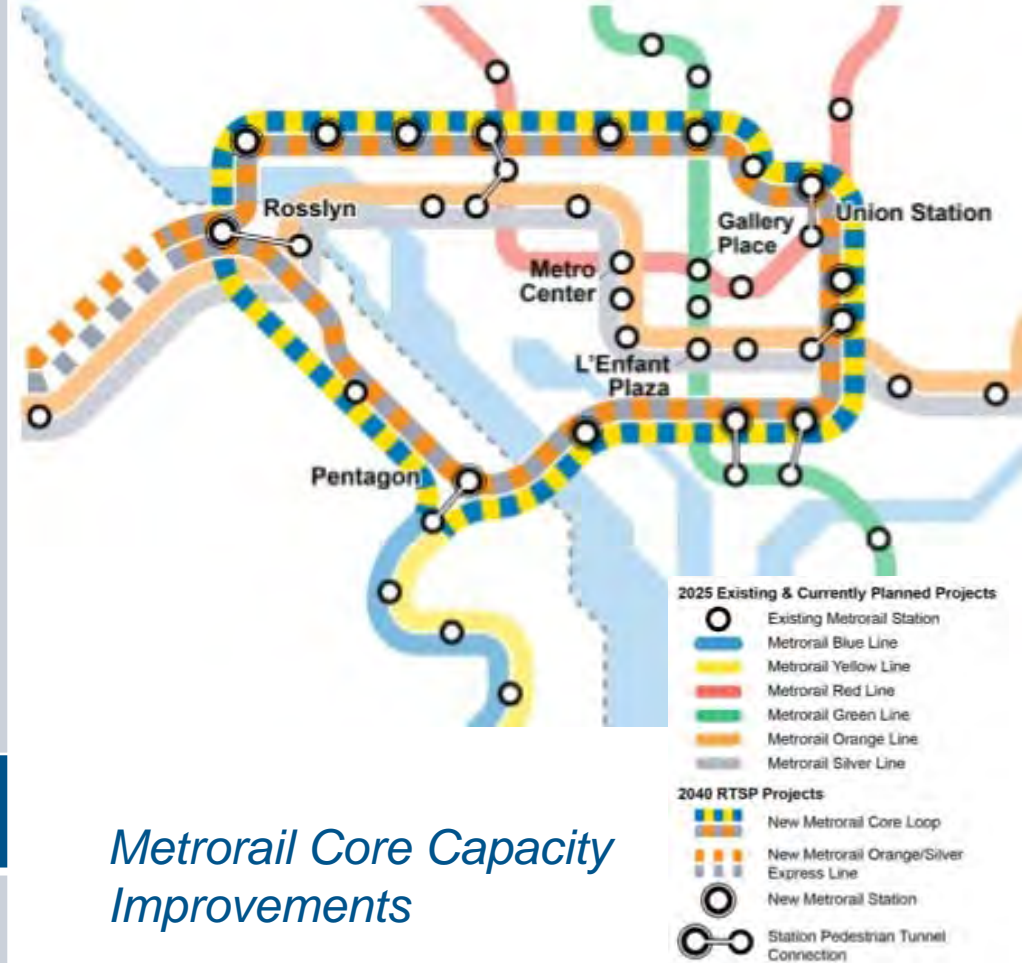 Rosslyn
Union Station
Gallery
Place
Metro
Center
L'Enfant
Plaza
Pentagon
2025 Existing & Currently Planned Projects
Existing Metrorail Station
Metrorail Blue Line
Metrorail Yellow Line
Metrorail Red Line
Metrorail Green Line
Metrorail Orange Line
Metrorail Silver Line
2040 RTSP Projects
New Metrorail Core Loop
New Metrorail Orange/Silver
Express Line
New Metrorail Station
Station Pedestrian Tunnel
Connection
Metrorail Core Capacity
Improvements